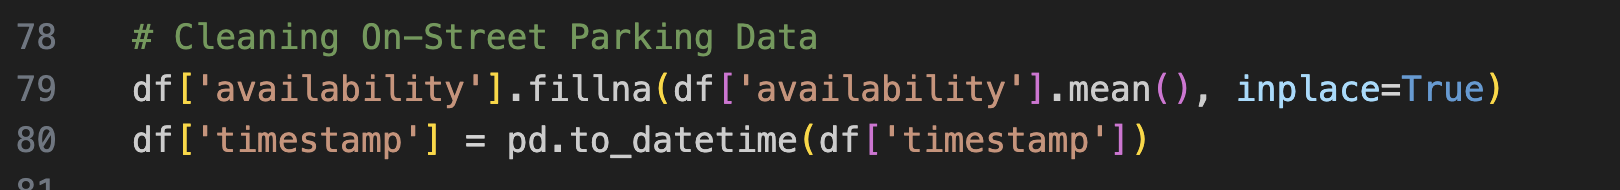 78 # Cleaning On-Street Parking Data
79 df['availability'].fillna(df['availability'].mean(), inplace=True)
80 df['timestamp'] = pd.to_datetime(df['timestamp'])
81